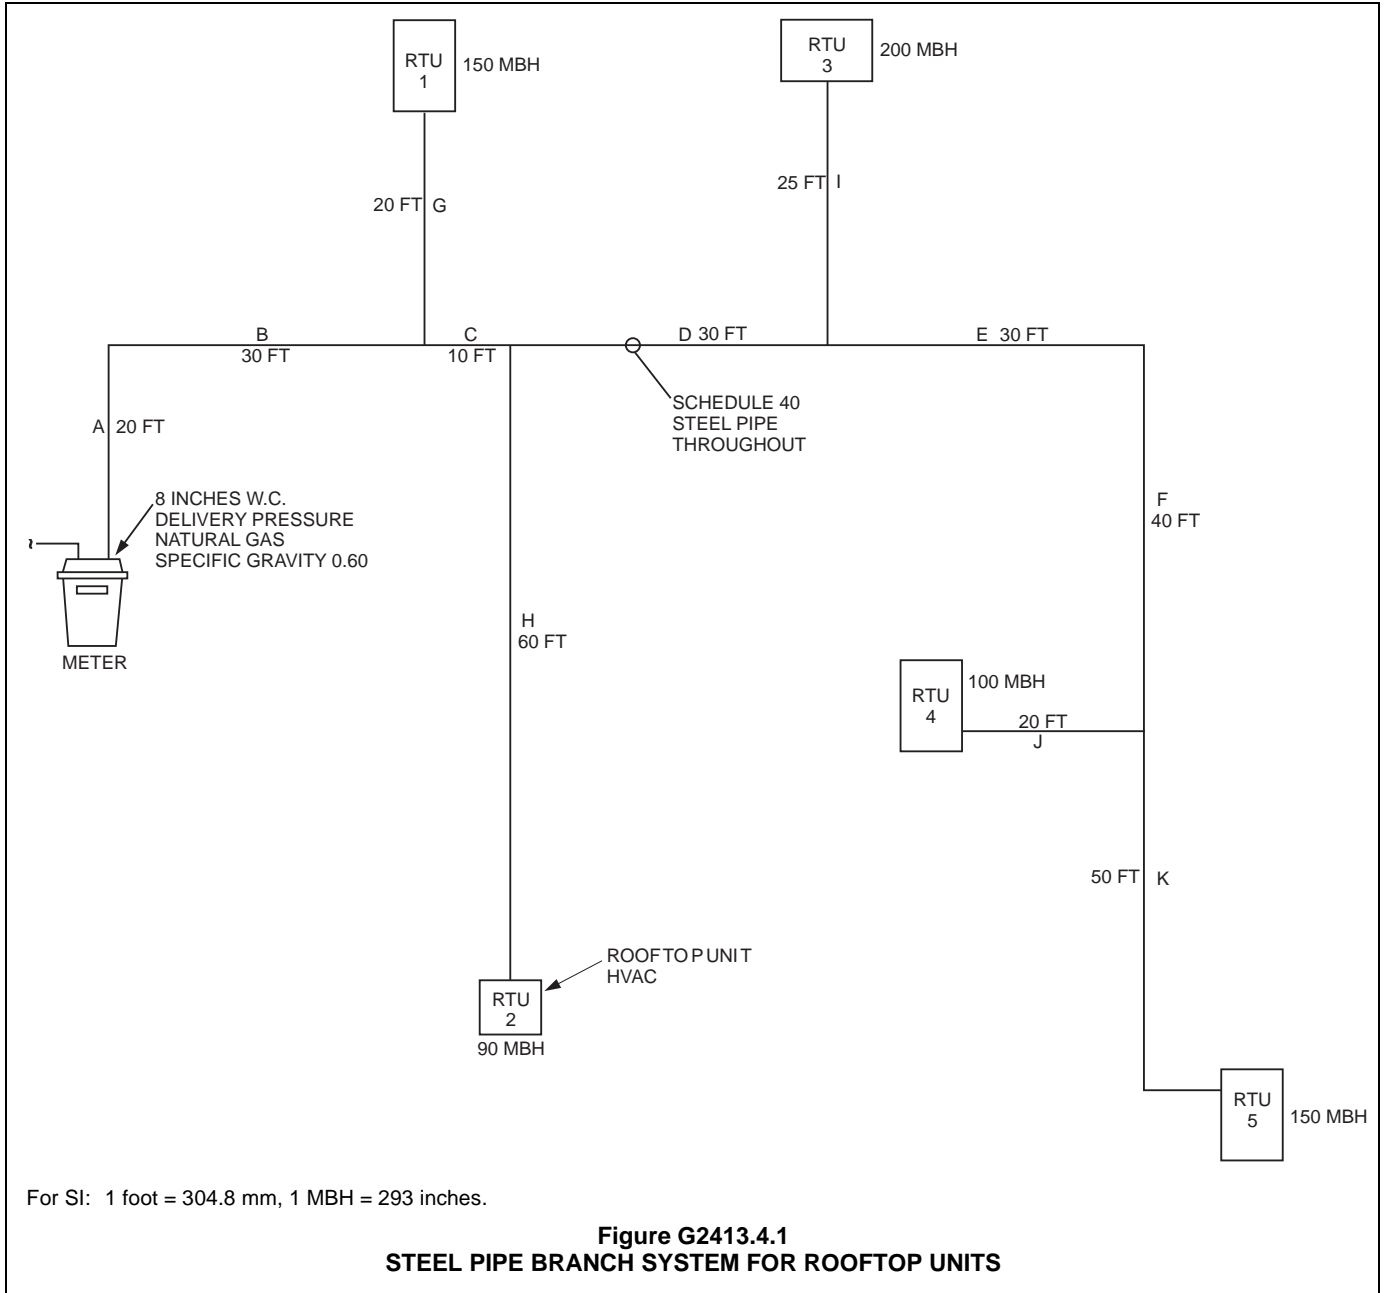 RTU
1
150 MBH
RTU
3
200 MBH
20 FT G
25 FT I
B
30 FT
C
10 FT
D 30 FT
E 30 FT
SCHEDULE 40
STEEL PIPE
THROUGHOUT
A 20 FT
8 INCHES W.C.
DELIVERY PRESSURE
NATURAL GAS
SPECIFIC GRAVITY 0.60
~
METER
F
40 FT
H
60 FT
RTU
4
100 MBH
20 FT
J
50 FT K
ROOFTOP UNIT
HVAC
RTU
2
90 MBH
RTU
5
150 MBH
For SI: 1 foot = 304.8 mm, 1 MBH = 293 inches.
Figure G2413.4.1
STEEL PIPE BRANCH SYSTEM FOR ROOFTOP UNITS